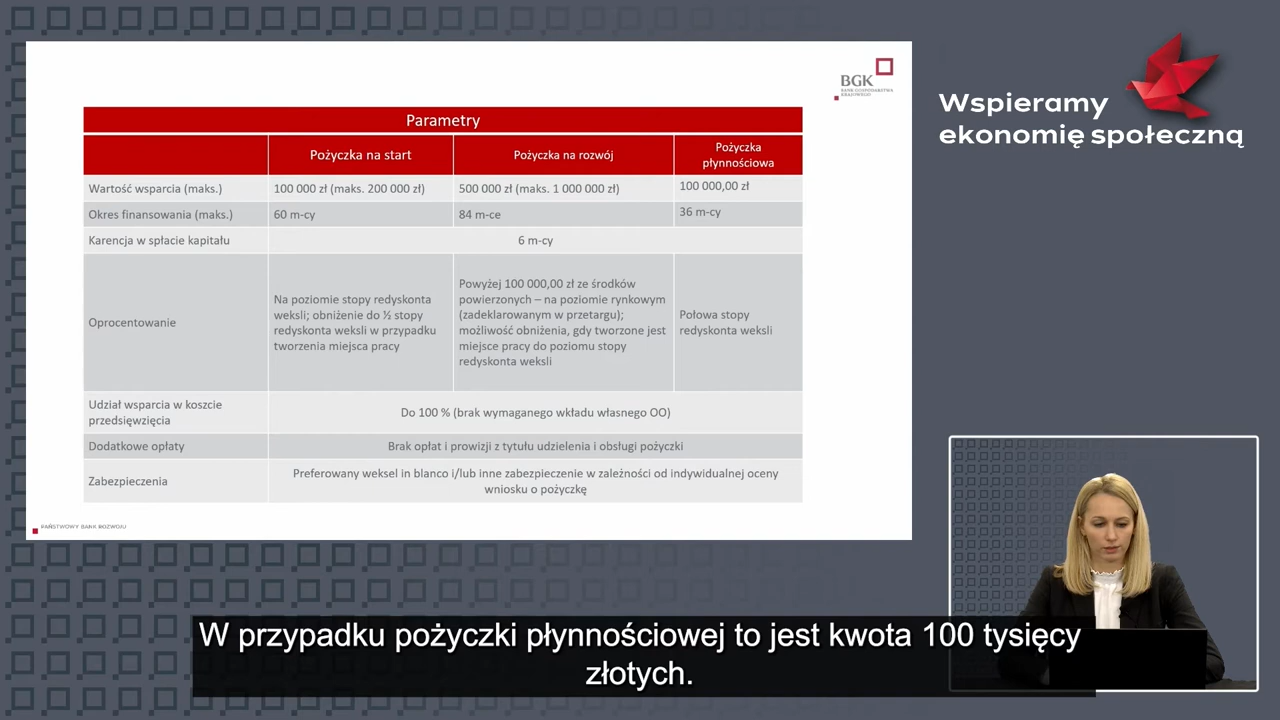 BGK
BANK GOSPODARSTWA
KRAJOWEGO
Wspieramy
ekonomię społeczną
Parametry
Pożyczka na start
Pożyczka na rozwój
Pożyczka
płynnościowa
Wartość wsparcia (maks.)
100 000 zł (maks. 200 000 zł)
500 000 zł (maks. 1 000 000 zł)
100 000,00 zł
Okres finansowania (maks.)
60 m-cy
84 m-ce
36 m-cy
Karencja w spłacie kapitału
6 m-cy
Oprocentowanie
Na poziomie stopy redyskonta
weksli; obniżenie do ½ stopy
redyskonta weksli w przypadku
tworzenia miejsca pracy
Powyżej 100 000,00 zł ze środków
powierzonych – na poziomie rynkowym
(zadeklarowanym w przetargu);
możliwość obniżenia, gdy tworzone jest
miejsce pracy do poziomu stopy
redyskonta weksli
Połowa stopy
redyskonta weksli
Udział wsparcia w koszcie
przedsięwzięcia
Do 100 % (brak wymaganego wkładu własnego OO)
Dodatkowe opłaty
Brak opłat i prowizji z tytułu udzielenia i obsługi pożyczki
Zabezpieczenia
Preferowany weksel in blanco i/lub inne zabezpieczenie w zależności od indywidualnej oceny
wniosku o pożyczkę
PAŃSTWOWY BANK ROZWOJU
W przypadku pożyczki płynnościowej to jest kwota 100 tysięcy
złotych.